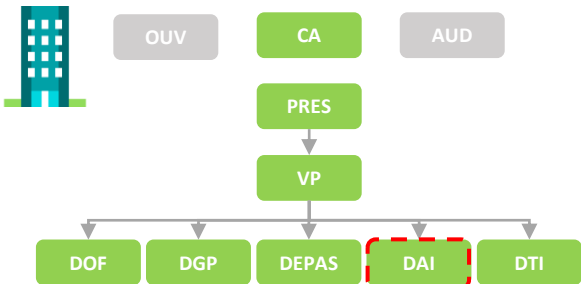 OUV CA AUD
PRES
VP
DOF DGP DEPAS DAI DTI